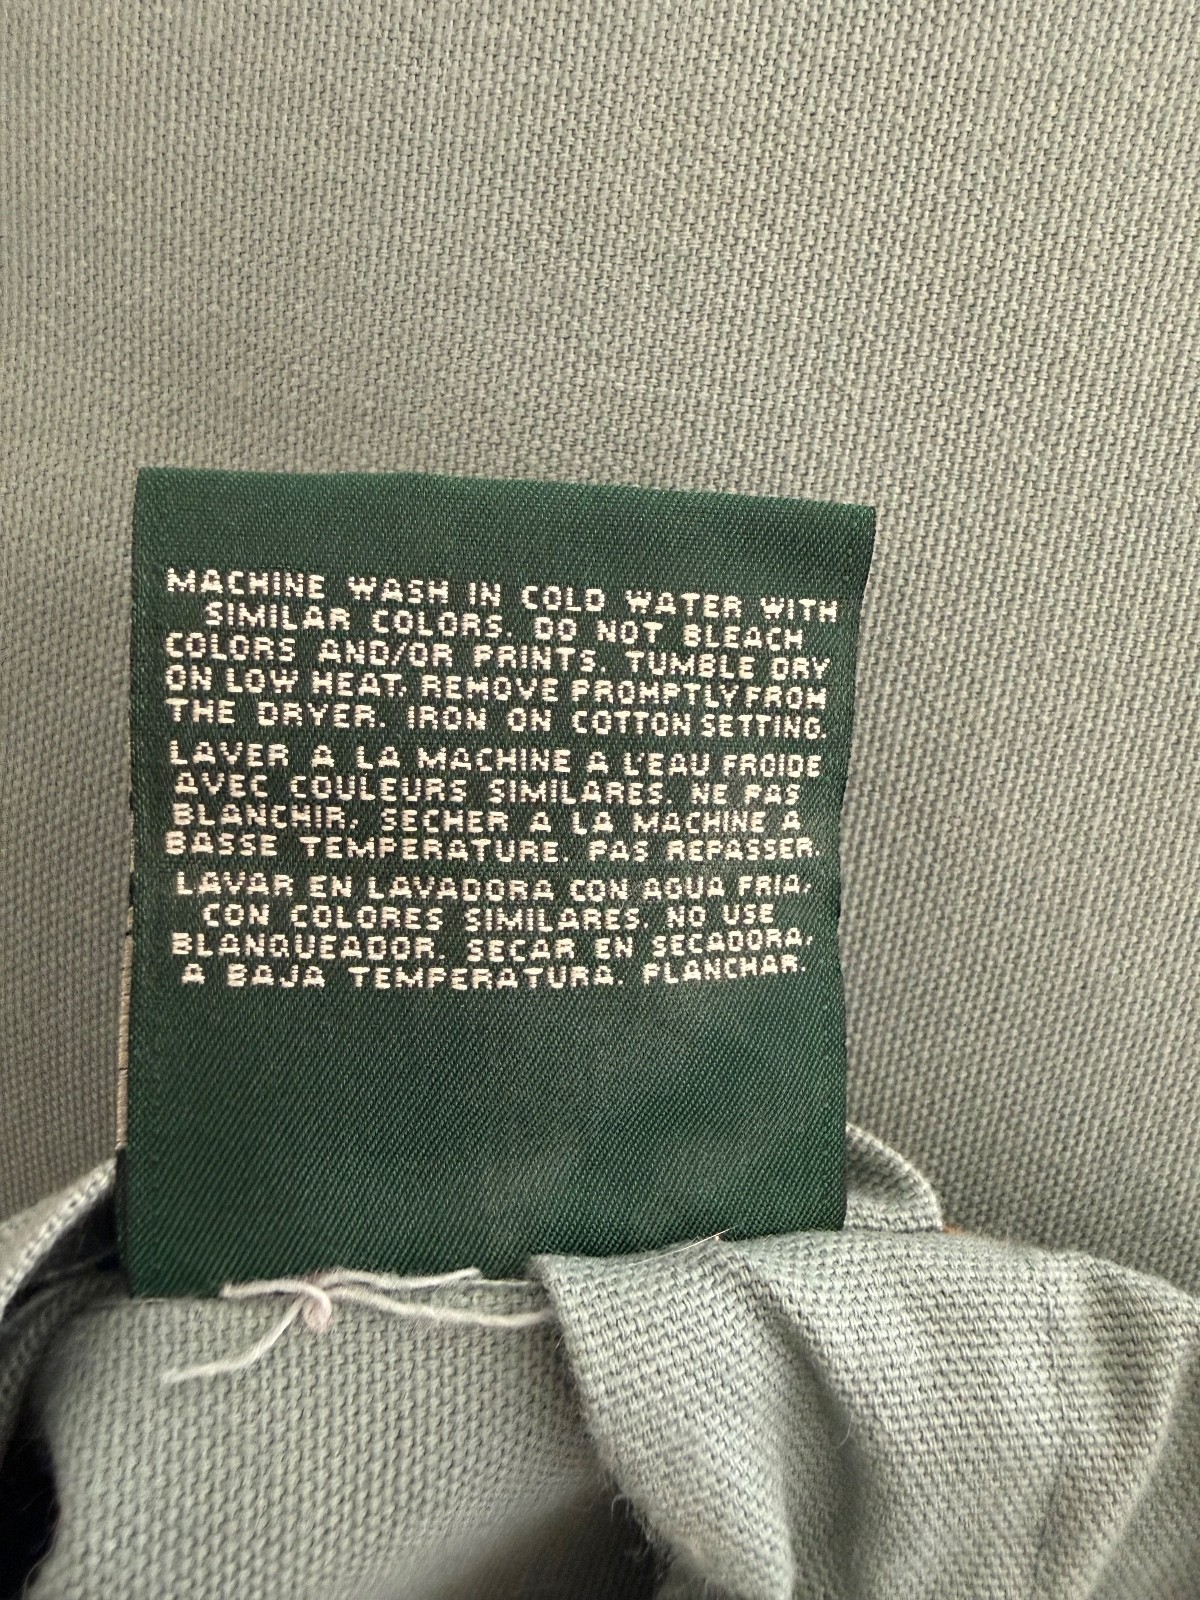 MACHINE WASH IN COLD WATER WITH
SIMILAR COLORS. DO NOT BLEACH
COLORS AND/OR PRINTS. TUMBLE DRY
ON LOW HEAT. REMOVE PROMPTLY FROM
THE DRYER. IRON ON COTTON SETTING.
LAVER A LA MACHINE A L'EAU FROIDE
AVEC COULEURS SIMILARES. NE PAS
BLANCHIR, SECHER A LA MACHINE A
BASSE TEMPERATURE. PAS REPASSER.
LAVAR EN LAVADORA CON AGUA FRIA,
CON COLORES SIMILARES. NO USE
BLANQUEADOR. SECAR EN SECADORA,
A BAJA TEMPERATURA. PLANCHAR.